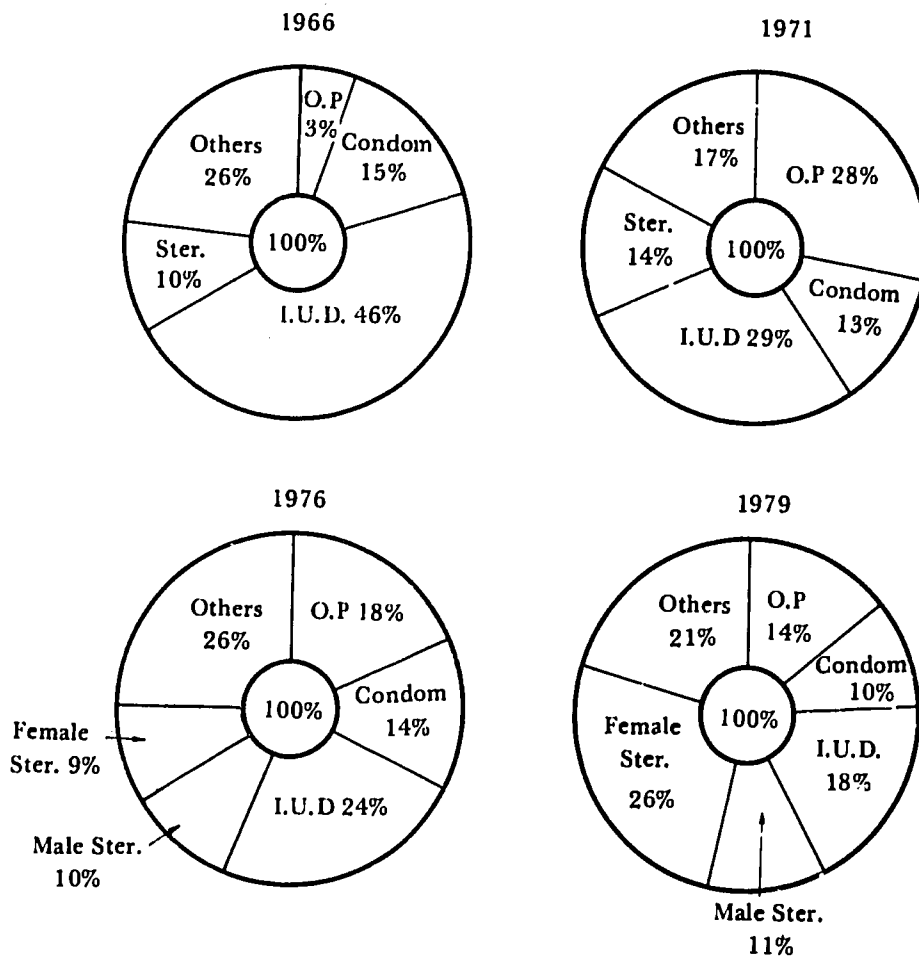 1966
O.P
3%
Condom
15%
Others
26%
100%
Ster.
10%
I.U.D. 46%
1971
Others
17%
O.P 28%
Ster.
14%
100%
Condom
13%
I.U.D 29%
1976
Others
26%
O.P 18%
100%
Condom
14%
Female
Ster. 9%
I.U.D 24%
Male Ster.
10%
1979
Others
21%
O.P
14%
Condom
10%
100%
Female
Ster.
26%
I.U.D.
18%
Male Ster.
11%